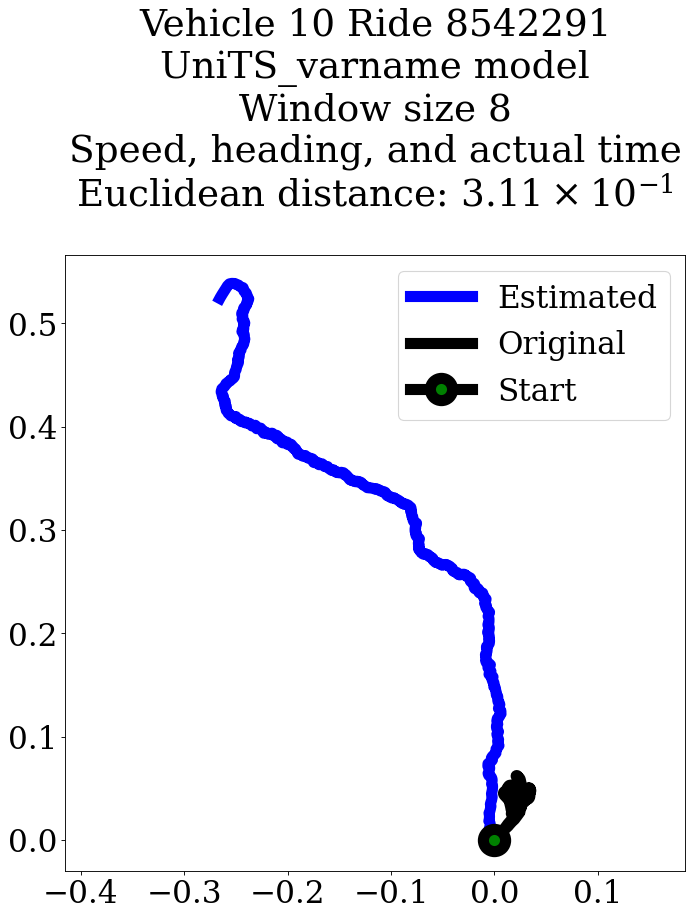 Vehicle 10 Ride 8542291
UniTS_varname model
Window size 8
Speed, heading, and actual time
Euclidean distance: 3.11 × 10⁻¹
Estimated
Original
Start
0.5
0.4
0.3
0.2
0.1
0.0
−0.4 −0.3 −0.2 −0.1 0.0 0.1